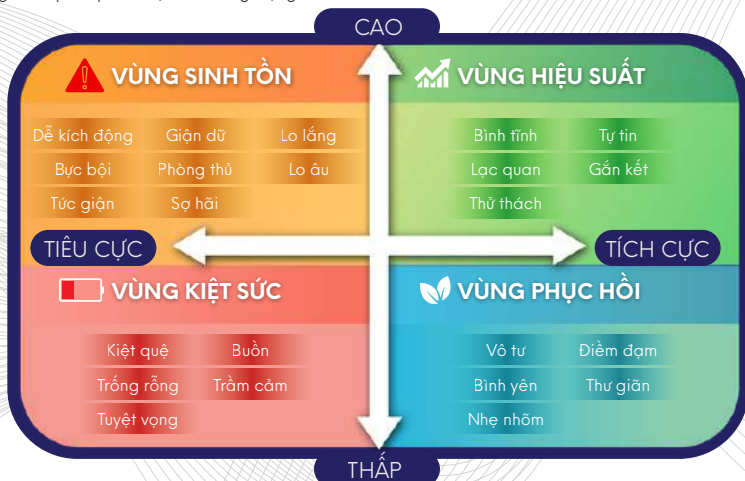 CAO
VÙNG SINH TỒN
VÙNG HIỆU SUẤT
Dễ kích động Giận dữ Lo lắng
Bực bội Phòng thủ Lo âu
Tức giận Sợ hãi
Bình tĩnh Tự tin
Lạc quan Gắn kết
Thử thách
TIÊU CỰC
TÍCH CỰC
VÙNG KIỆT SỨC
VÙNG PHỤC HỒI
Kiệt quệ Buồn
Trống rỗng Trầm cảm
Tuyệt vọng
Vô tư Điềm đạm
Bình yên Thư giãn
Nhẹ nhõm
THẤP